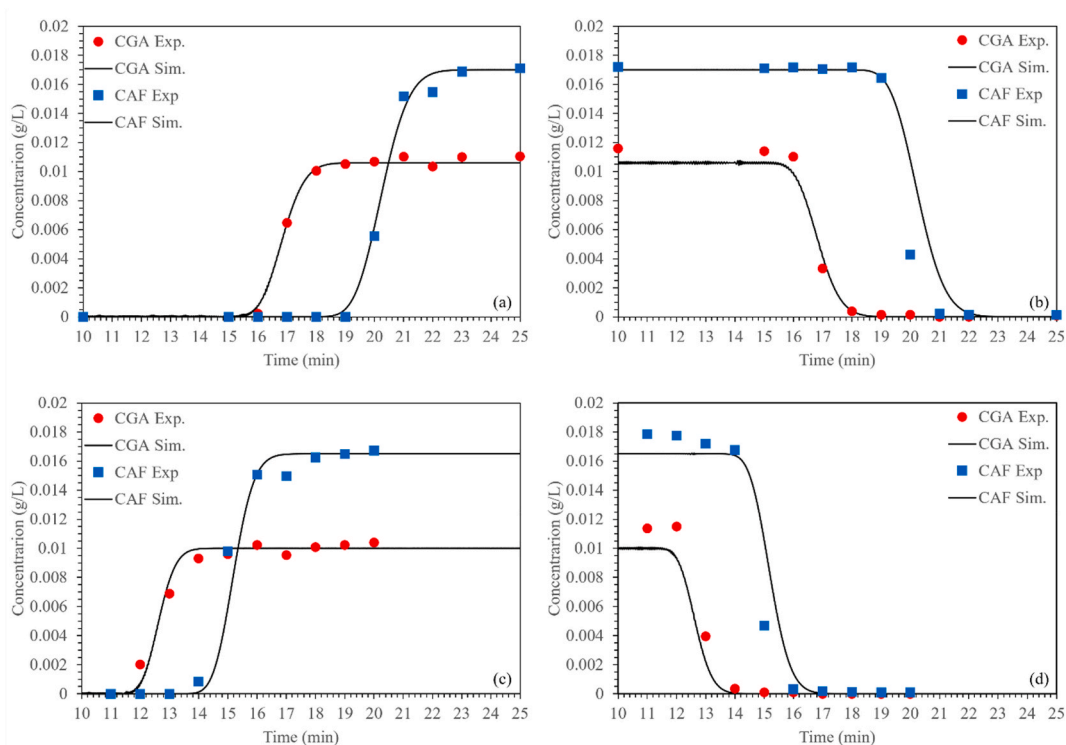 0.02
0.018
0.016
0.014
0.012
0.01
0.008
0.006
0.004
0.002
0
Concentrarion (g/L)
CGA Exp.
CGA Sim.
CAF Exp
CAF Sim.
(a)
10 11 12 13 14 15 16 17 18 19 20 21 22 23 24 25
Time (min)
0.02
0.018
0.016
0.014
0.012
0.01
0.008
0.006
0.004
0.002
0
Concentrarion (g/L)
CGA Exp.
CGA Sim.
CAF Exp
CAF Sim.
(b)
10 11 12 13 14 15 16 17 18 19 20 21 22 23 24 25
Time (min)
0.02
0.018
0.016
0.014
0.012
0.01
0.008
0.006
0.004
0.002
0
Concentrarion (g/L)
CGA Exp.
CGA Sim.
CAF Exp
CAF Sim.
(c)
10 11 12 13 14 15 16 17 18 19 20 21 22 23 24 25
Time (min)
0.02
0.018
0.016
0.014
0.012
0.01
0.008
0.006
0.004
0.002
0
Concentrarion (g/L)
CGA Exp.
CGA Sim.
CAF Exp
CAF Sim.
(d)
10 11 12 13 14 15 16 17 18 19 20 21 22 23 24 25
Time (min)